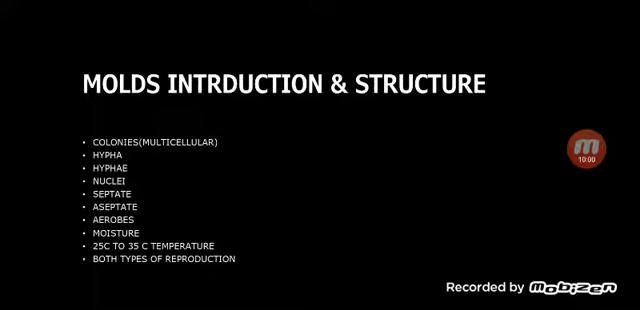 MOLDS INTRDUCTION & STRUCTURE
• COLONIES(MULTICELLULAR)
• HYPHA
• HYPHAE
• NUCLEI
• SEPTATE
• ASEPTATE
• AEROBES
• MOISTURE
• 25C TO 35 C TEMPERATURE
• BOTH TYPES OF REPRODUCTION
m
10:00
Recorded by mobizen